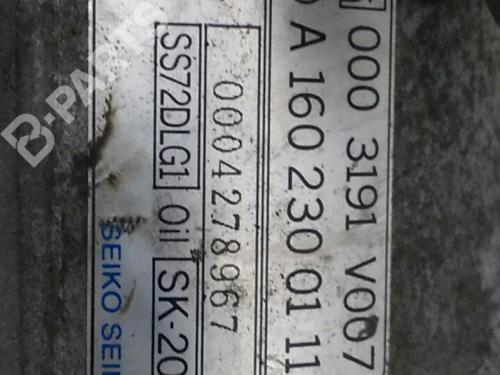 000 3191 V007
A 160 230 01 11
0004278967
SS72DLG1 Oil SK-20
SEIKO SEI
B-PARTS